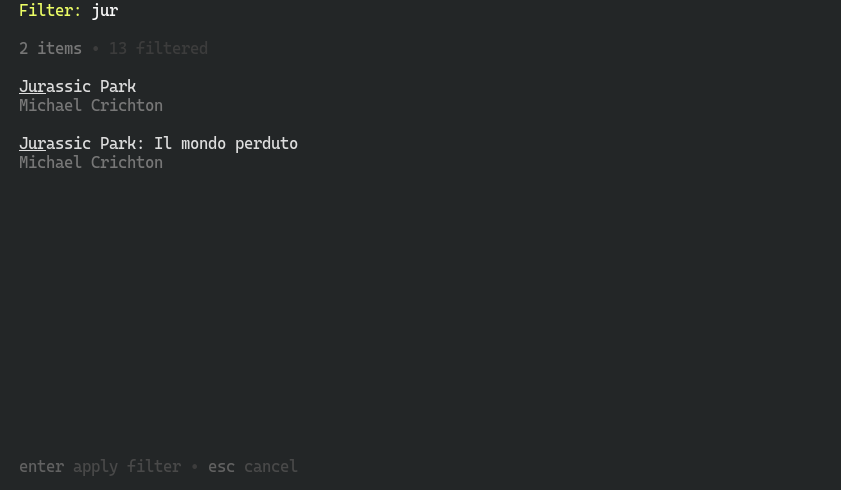 Filter: jur
2 items • 13 filtered
Jurassic Park
Michael Crichton
Jurassic Park: Il mondo perduto
Michael Crichton
enter apply filter • esc cancel